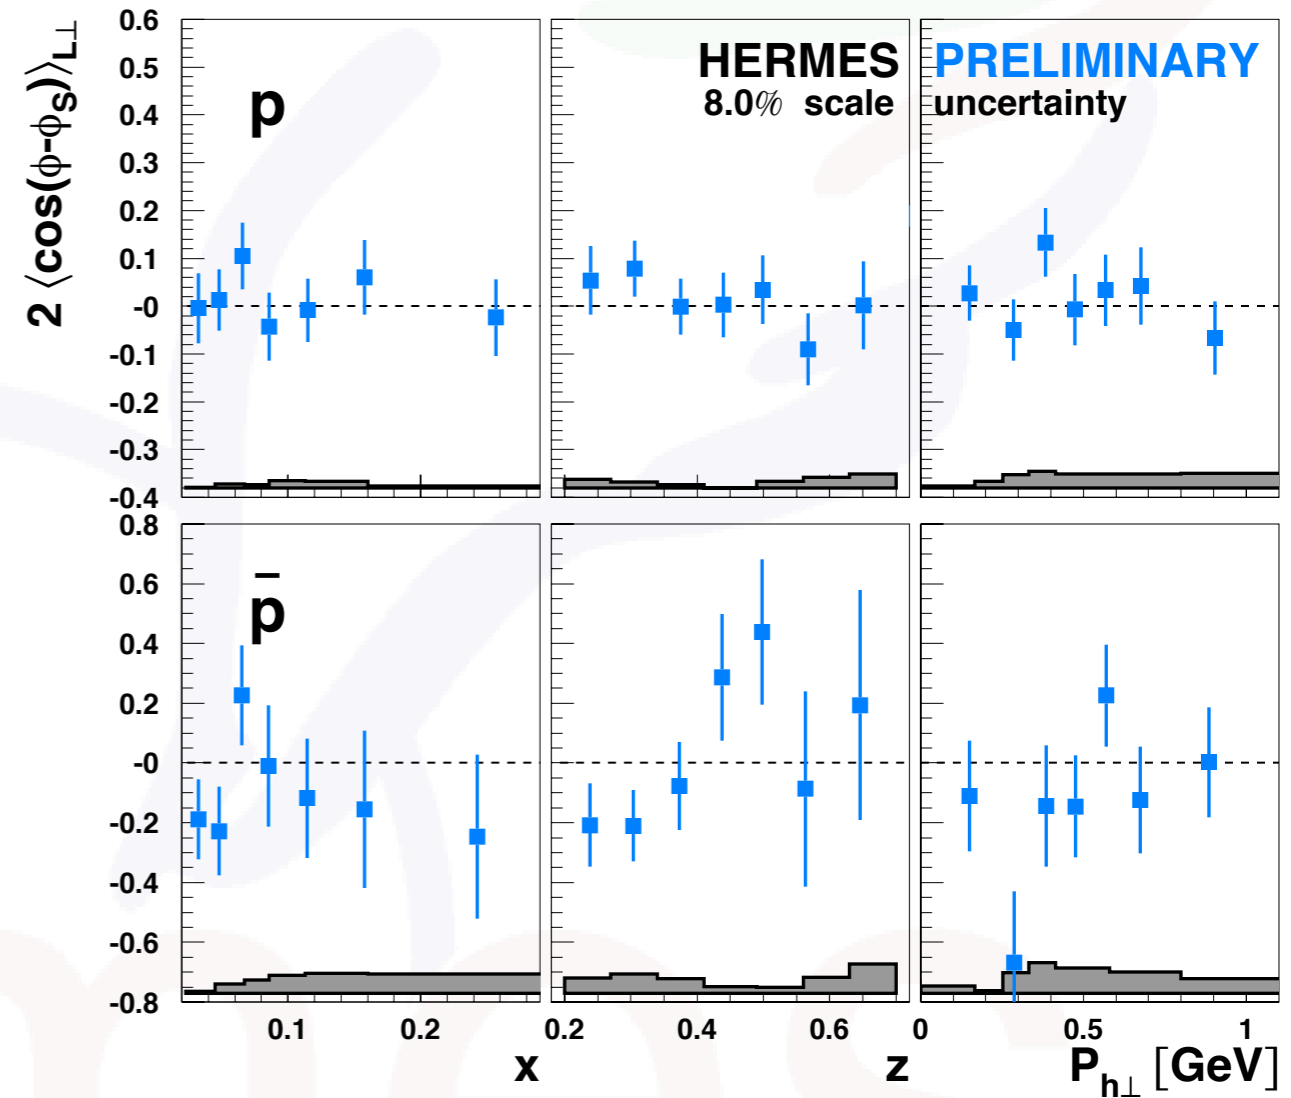 2 ⟨cos(ϕ-ϕS)⟩L⊥
0.6
0.5
0.4
0.3
0.2
0.1
-0
-0.1
-0.2
-0.3
-0.4
p
HERMES PRELIMINARY
8.0% scale uncertainty
0.8
0.6
0.4
0.2
-0
-0.2
-0.4
-0.6
-0.8
p̄
0.1 0.2
0.2 0.4 0.6
0 0.5 1
x
z
Ph⊥ [GeV]